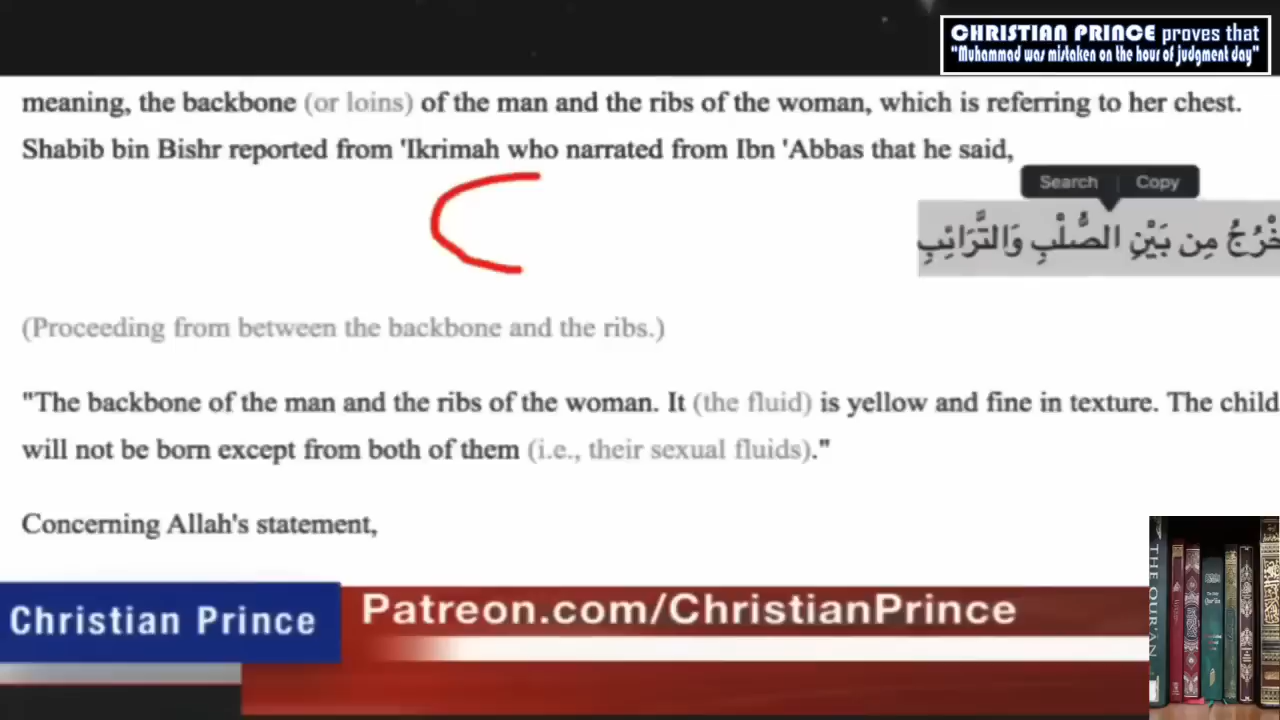 CHRISTIAN PRINCE proves that
"Muhammad was mistaken on the hour of judgment day"
meaning, the backbone (or loins) of the man and the ribs of the woman, which is referring to her chest.
Shabib bin Bishr reported from 'Ikrimah who narrated from Ibn 'Abbas that he said,
Search Copy
مِن بَيْنِ الصُّلْبِ وَالتَّرَائِبِ
(Proceeding from between the backbone and the ribs.)
"The backbone of the man and the ribs of the woman. It (the fluid) is yellow and fine in texture. The child
will not be born except from both of them (i.e., their sexual fluids)."
Concerning Allah's statement,
Christian Prince
Patreon.com/ChristianPrince
THE QUR'AN